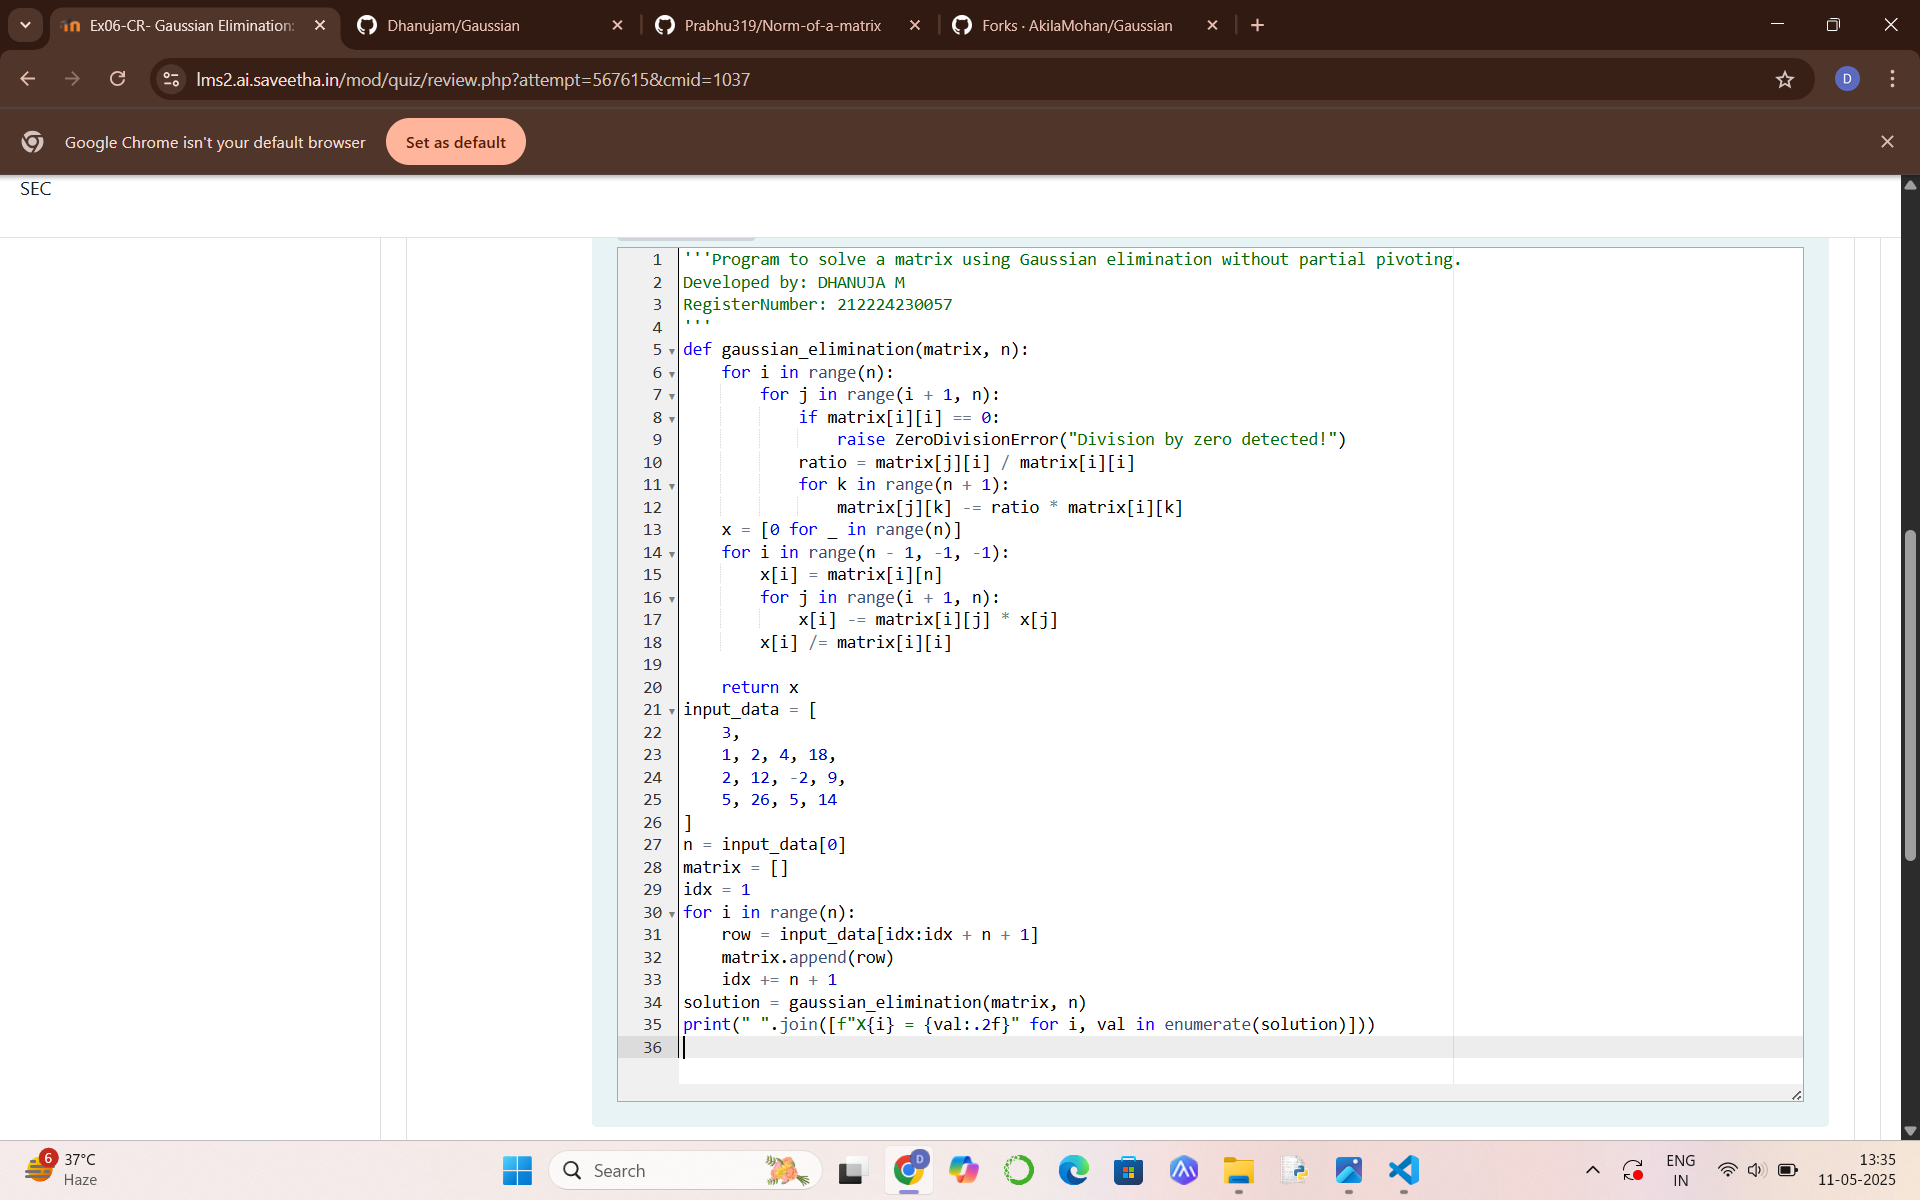 Ex06-CR- Gaussian Elimination:
Dhanujam/Gaussian
Prabhu319/Norm-of-a-matrix
Forks · AkilaMohan/Gaussian
lms2.ai.saveetha.in/mod/quiz/review.php?attempt=567615&cmid=1037
D
Google Chrome isn't your default browser
Set as default
SEC
1 '''Program to solve a matrix using Gaussian elimination without partial pivoting.
2 Developed by: DHANUJA M
3 RegisterNumber: 212224230057
4 '''
5 def gaussian_elimination(matrix, n):
6     for i in range(n):
7         for j in range(i + 1, n):
8             if matrix[i][i] == 0:
9                 raise ZeroDivisionError("Division by zero detected!")
10             ratio = matrix[j][i] / matrix[i][i]
11             for k in range(n + 1):
12                 matrix[j][k] -= ratio * matrix[i][k]
13     x = [0 for _ in range(n)]
14     for i in range(n - 1, -1, -1):
15         x[i] = matrix[i][n]
16         for j in range(i + 1, n):
17             x[i] -= matrix[i][j] * x[j]
18         x[i] /= matrix[i][i]
19
20     return x
21 input_data = [
22     3,
23     1, 2, 4, 18,
24     2, 12, -2, 9,
25     5, 26, 5, 14
26 ]
27 n = input_data[0]
28 matrix = []
29 idx = 1
30 for i in range(n):
31     row = input_data[idx:idx + n + 1]
32     matrix.append(row)
33     idx += n + 1
34 solution = gaussian_elimination(matrix, n)
35 print(" ".join([f"X{i} = {val:.2f}" for i, val in enumerate(solution)]))
36
6
37°C
Haze
Search
D
ENG
IN
13:35
11-05-2025